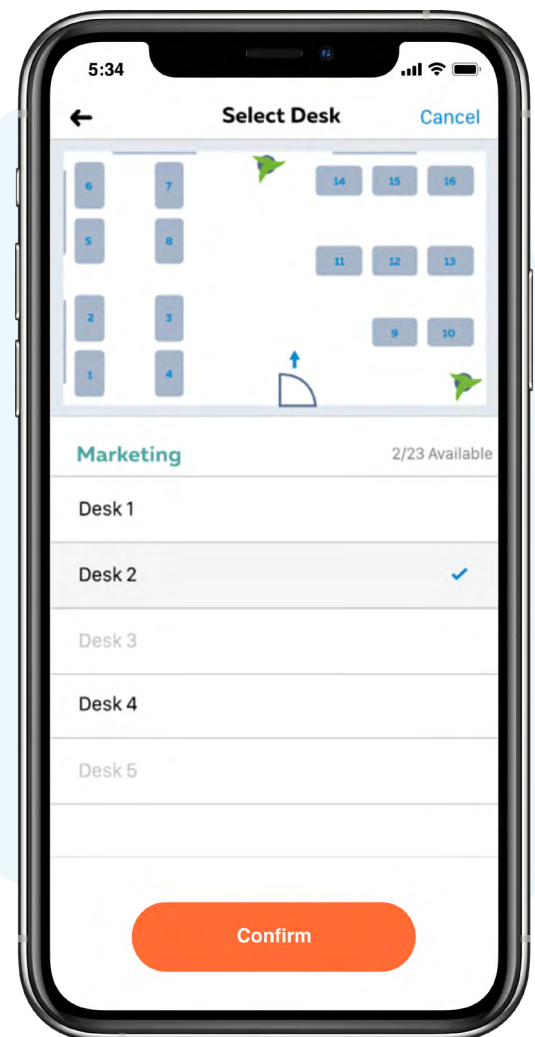 5:34
Select Desk Cancel
6 7 14 15 16
5 8 11 12 13
2 3 9 10
1 4
Marketing 2/23 Available
Desk 1
Desk 2
Desk 3
Desk 4
Desk 5
Confirm